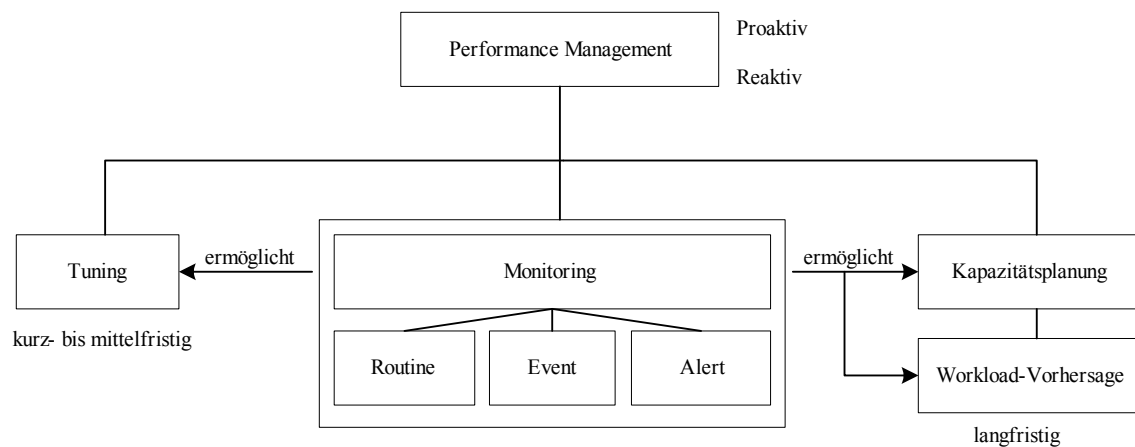 Performance Management
Proaktiv
Reaktiv
Tuning
ermöglicht
Monitoring
ermöglicht
Kapazitätsplanung
kurz- bis mittelfristig
Routine
Event
Alert
Workload-Vorhersage
langfristig